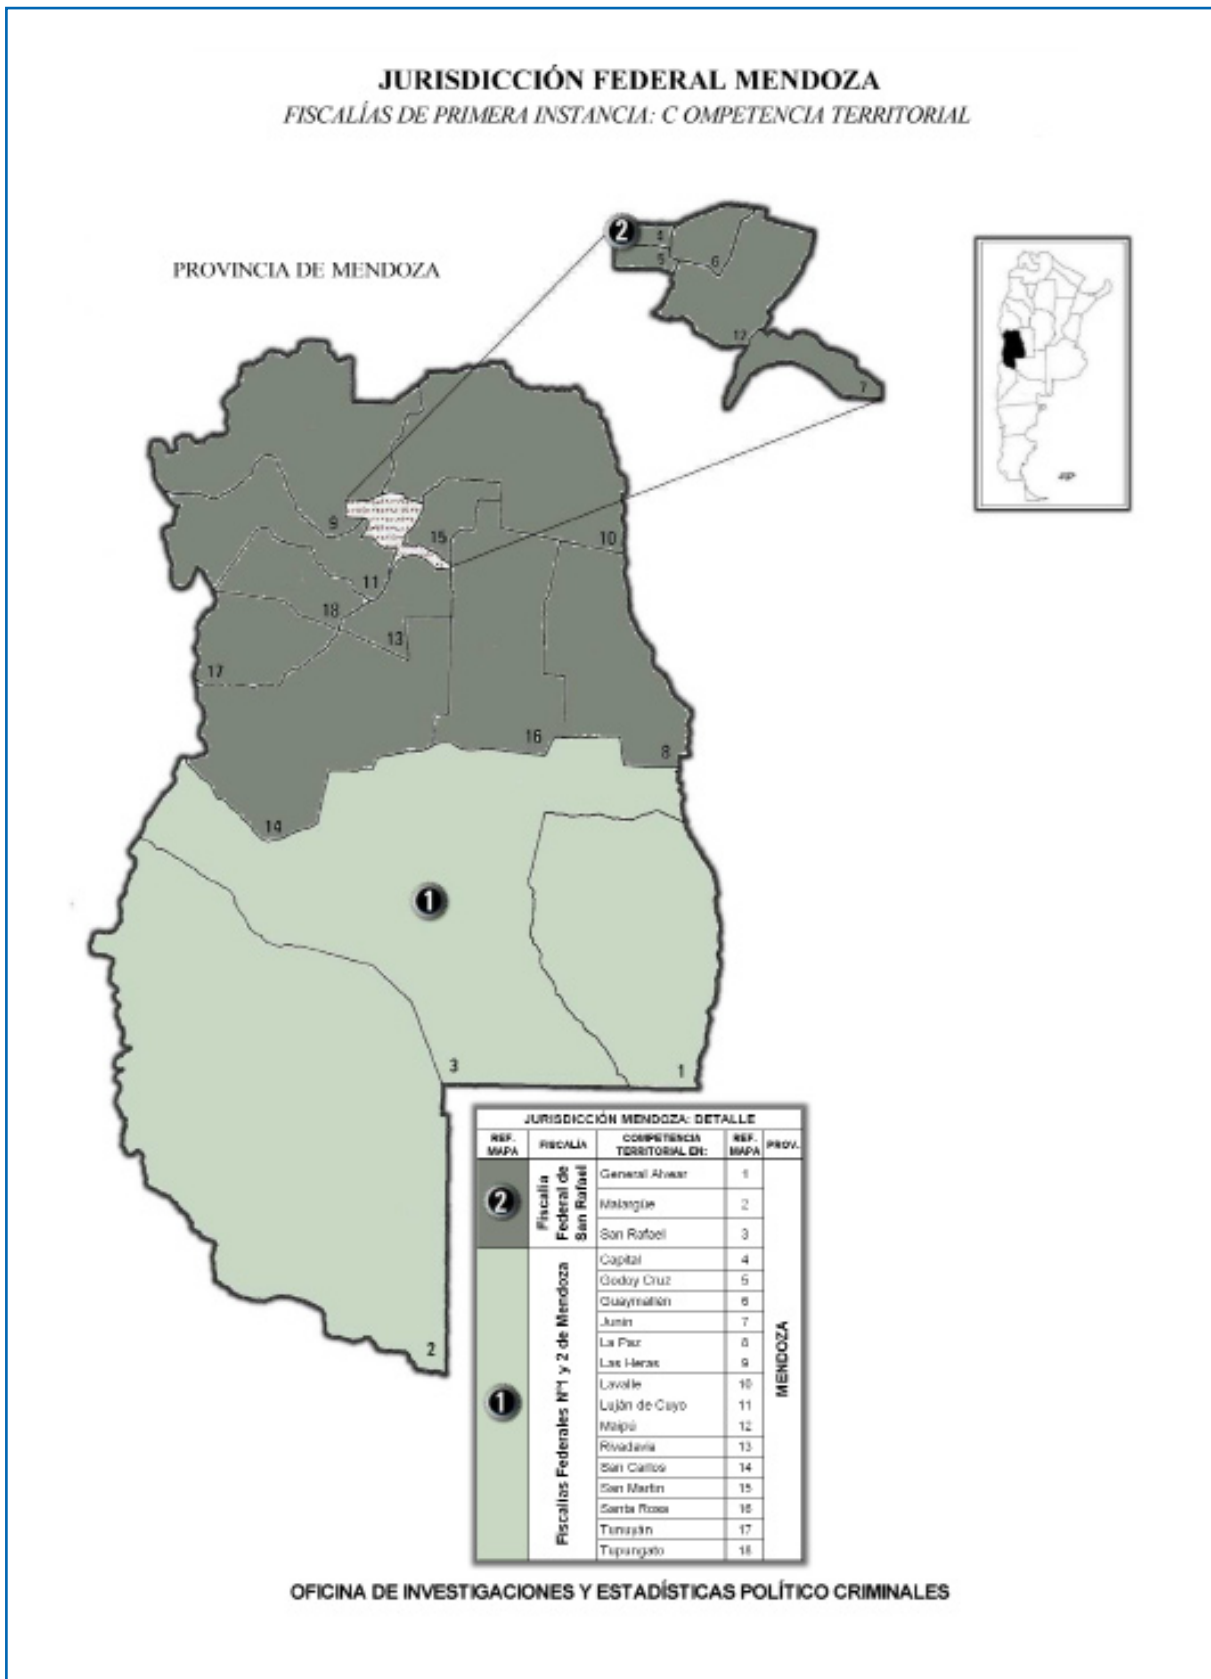 JURISDICCIÓN FEDERAL MENDOZA
FISCALÍAS DE PRIMERA INSTANCIA: C OMPETENCIA TERRITORIAL
PROVINCIA DE MENDOZA
2
4
5
6
12
7
9
15
10
11
18
13
17
16
8
14
1
3
1
2
JURISDICCIÓN MENDOZA: DETALLE
REF. MAPA FISCALÍA COMPETENCIA TERRITORIAL EN: REF. MAPA PROV.
2 Fiscalia Federal de San Rafael
General Alvear 1
Malargüe 2
San Rafael 3
1 Fiscalías Federales Nº1 y 2 de Mendoza
Capital 4
Godoy Cruz 5
Guaymallén 6
Junín 7
La Paz 8
Las Heras 9
Lavalle 10
Luján de Cuyo 11
Maipú 12
Rivadavia 13
San Carlos 14
San Martín 15
Santa Rosa 16
Tunuyán 17
Tupungato 18
MENDOZA
OFICINA DE INVESTIGACIONES Y ESTADÍSTICAS POLÍTICO CRIMINALES